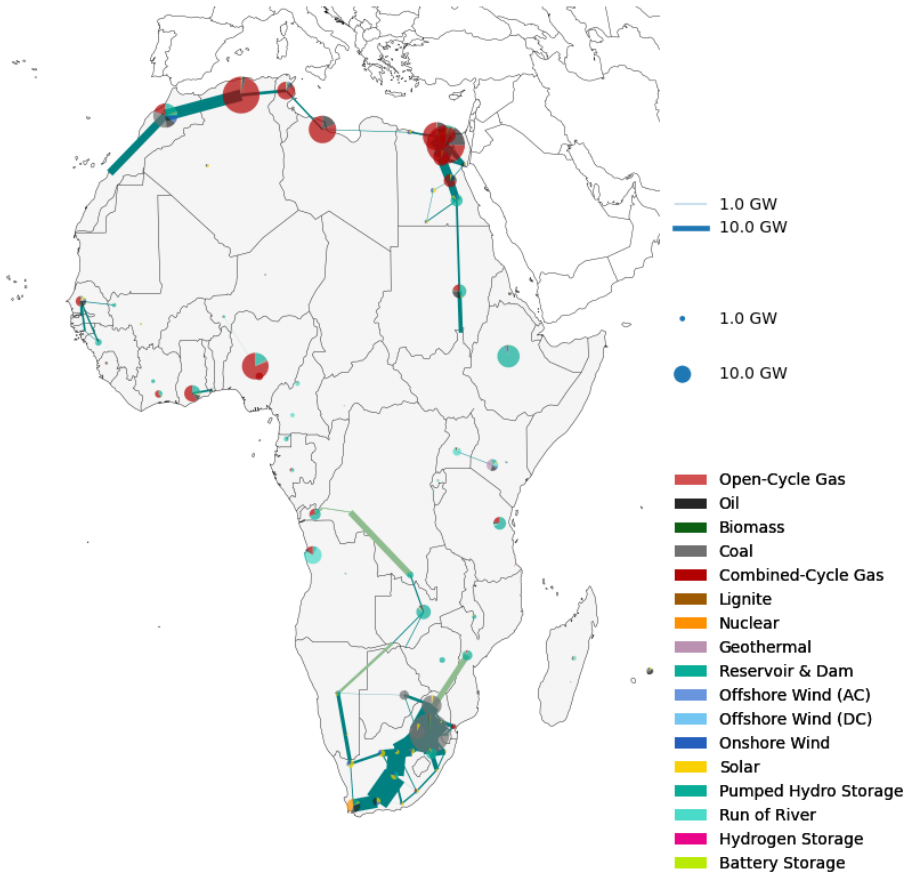 1.0 GW
10.0 GW
1.0 GW
10.0 GW
Open-Cycle Gas
Oil
Biomass
Coal
Combined-Cycle Gas
Lignite
Nuclear
Geothermal
Reservoir & Dam
Offshore Wind (AC)
Offshore Wind (DC)
Onshore Wind
Solar
Pumped Hydro Storage
Run of River
Hydrogen Storage
Battery Storage